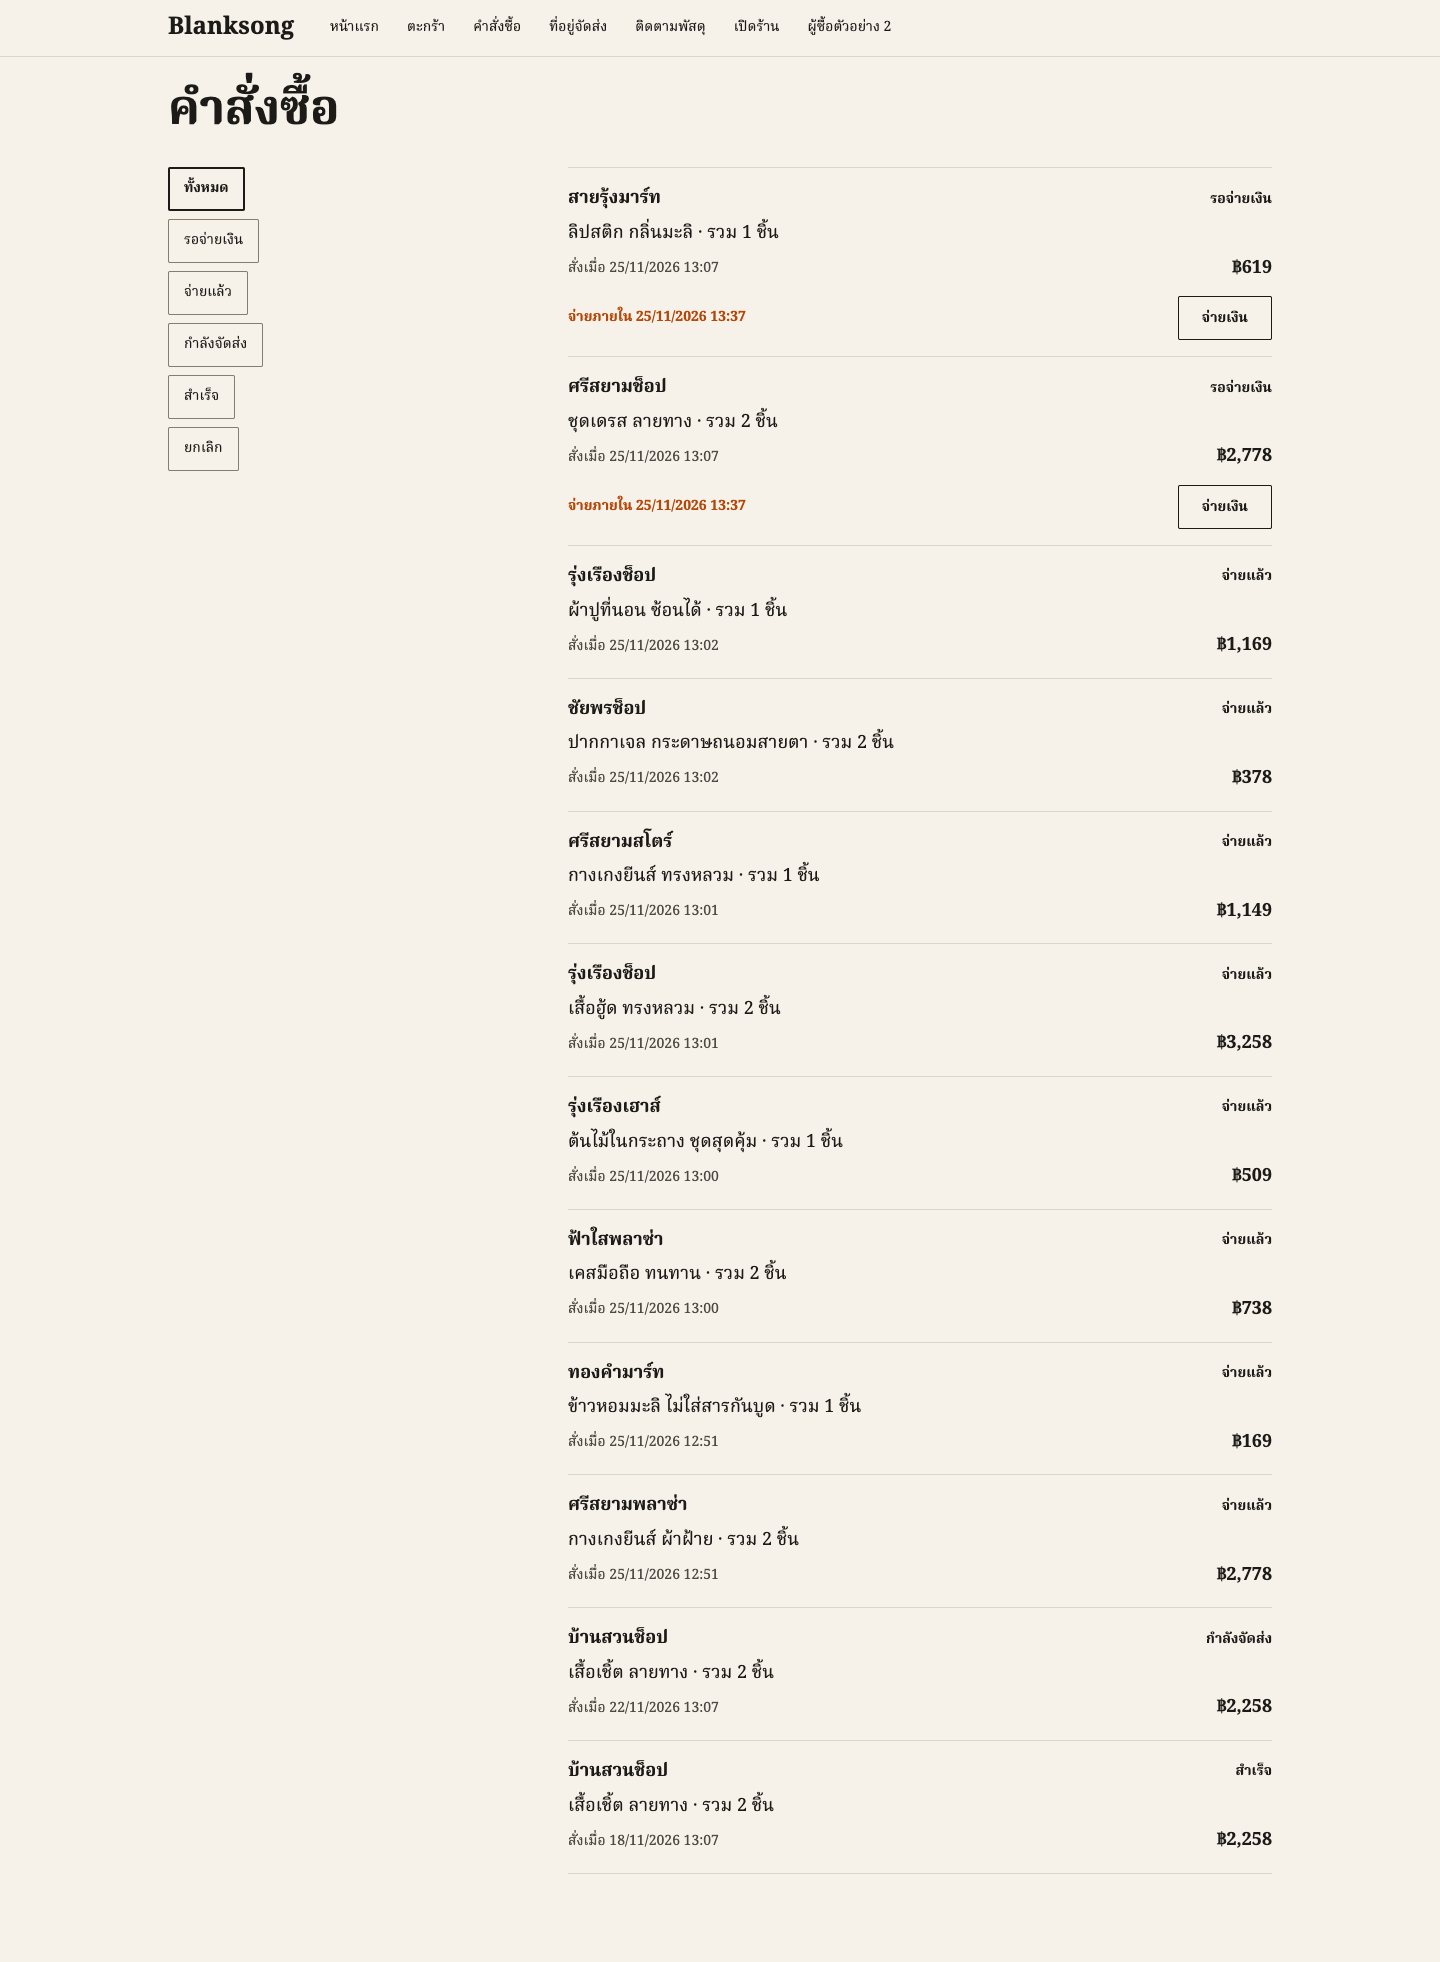 Blanksong หน้าแรก ตะกร้า คำสั่งซื้อ ที่อยู่จัดส่ง ติดตามพัสดุ เปิดร้าน ผู้ซื้อตัวอย่าง 2
คำสั่งซื้อ
ทั้งหมด
รอจ่ายเงิน
จ่ายแล้ว
กำลังจัดส่ง
สำเร็จ
ยกเลิก
สายรุ้งมาร์ท รอจ่ายเงิน
ลิปสติก กลิ่นมะลิ · รวม 1 ชิ้น
สั่งเมื่อ 25/11/2026 13:07 ฿619
จ่ายภายใน 25/11/2026 13:37 จ่ายเงิน
ศรีสยามช็อป รอจ่ายเงิน
ชุดเดรส ลายทาง · รวม 2 ชิ้น
สั่งเมื่อ 25/11/2026 13:07 ฿2,778
จ่ายภายใน 25/11/2026 13:37 จ่ายเงิน
รุ่งเรืองช็อป จ่ายแล้ว
ผ้าปูที่นอน ซ้อนได้ · รวม 1 ชิ้น
สั่งเมื่อ 25/11/2026 13:02 ฿1,169
ชัยพรช็อป จ่ายแล้ว
ปากกาเจล กระดาษถนอมสายตา · รวม 2 ชิ้น
สั่งเมื่อ 25/11/2026 13:02 ฿378
ศรีสยามสโตร์ จ่ายแล้ว
กางเกงยีนส์ ทรงหลวม · รวม 1 ชิ้น
สั่งเมื่อ 25/11/2026 13:01 ฿1,149
รุ่งเรืองช็อป จ่ายแล้ว
เสื้อฮู้ด ทรงหลวม · รวม 2 ชิ้น
สั่งเมื่อ 25/11/2026 13:01 ฿3,258
รุ่งเรืองเฮาส์ จ่ายแล้ว
ต้นไม้ในกระถาง ชุดสุดคุ้ม · รวม 1 ชิ้น
สั่งเมื่อ 25/11/2026 13:00 ฿509
ฟ้าใสพลาซ่า จ่ายแล้ว
เคสมือถือ ทนทาน · รวม 2 ชิ้น
สั่งเมื่อ 25/11/2026 13:00 ฿738
ทองคำมาร์ท จ่ายแล้ว
ข้าวหอมมะลิ ไม่ใส่สารกันบูด · รวม 1 ชิ้น
สั่งเมื่อ 25/11/2026 12:51 ฿169
ศรีสยามพลาซ่า จ่ายแล้ว
กางเกงยีนส์ ผ้าฝ้าย · รวม 2 ชิ้น
สั่งเมื่อ 25/11/2026 12:51 ฿2,778
บ้านสวนช็อป กำลังจัดส่ง
เสื้อเชิ้ต ลายทาง · รวม 2 ชิ้น
สั่งเมื่อ 22/11/2026 13:07 ฿2,258
บ้านสวนช็อป สำเร็จ
เสื้อเชิ้ต ลายทาง · รวม 2 ชิ้น
สั่งเมื่อ 18/11/2026 13:07 ฿2,258